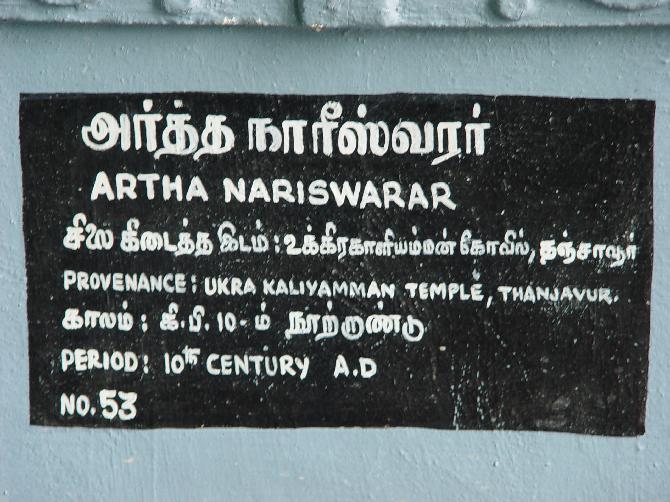 அர்த்த நாரீஸ்வரர்
ARTHA NARISWARAR
சிலை கிடைத்த இடம் : உக்கிரகாளியம்மன் கோவில், தஞ்சாவூர்
PROVENANCE : UKRA KALIYAMMAN TEMPLE, THANJAVUR.
காலம் : கி.பி. 10-ம் நூற்றுண்டு
PERIOD : 10th CENTURY A.D
NO. 53